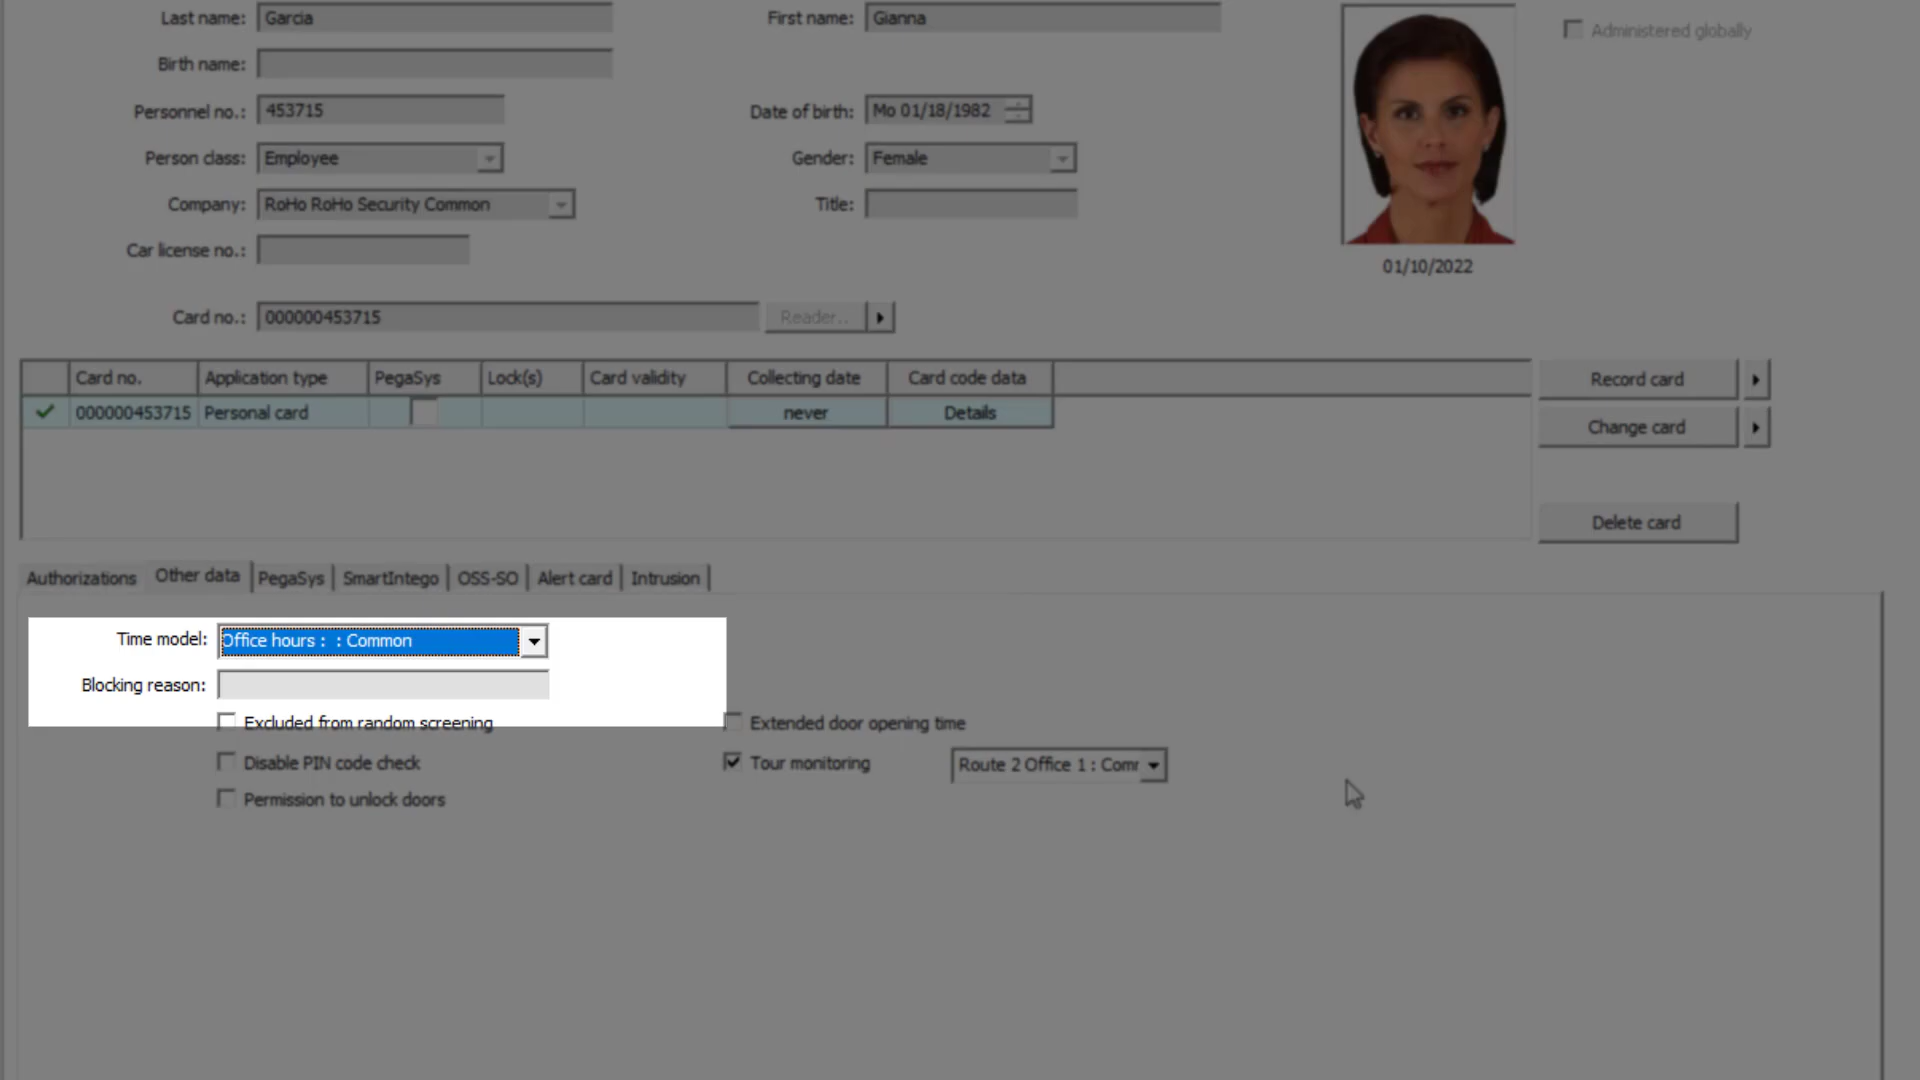 Last name: Garcia First name: Gianna Administered globally
Birth name:
Personnel no.: 453715 Date of birth: Mo 01/18/1982
Person class: Employee Gender: Female
Company: RoHo RoHo Security Common Title:
Car license no.:
01/10/2022
Card no.: 000000453715 Reader..
Card no. Application type PegaSys Lock(s) Card validity Collecting date Card code data Record card
000000453715 Personal card never Details
Change card
Delete card
Authorizations Other data PegaSys SmartIntego OSS-SO Alert card Intrusion
Time model: Office hours : : Common
Blocking reason:
Excluded from random screening Extended door opening time
Disable PIN code check Tour monitoring Route 2 Office 1 : Comr
Permission to unlock doors